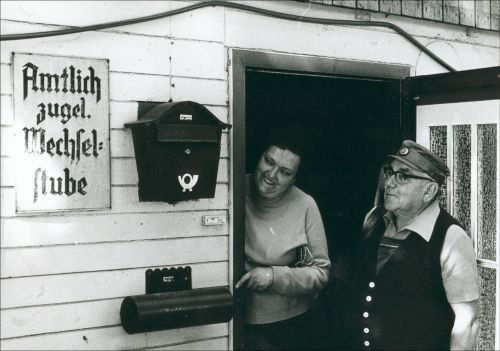 Amtlich
zugel.
Wechsel-
stube